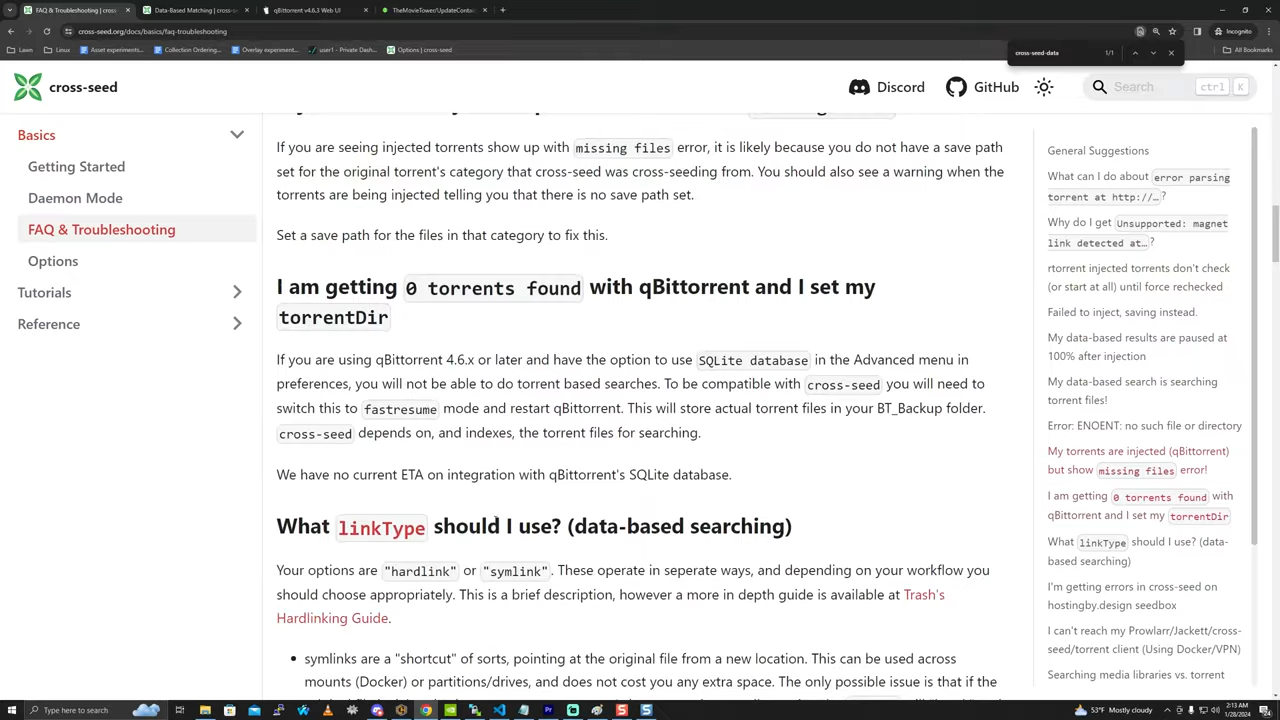 FAQ & Troubleshooting | cross
Data-Based Matching | cross-s
qBittorrent v4.6.3 Web UI
TheMovieTower/UpdateContai
cross-seed.org/docs/basics/faq-troubleshooting
Incognito
Lawn
Linux
Asset experiments...
Collection Ordering...
Overlay experiment...
user1 - Private Dash...
Options | cross-seed
All Bookmarks
cross-seed-data
1/1
cross-seed
Discord
GitHub
Search
ctrl
K
Basics
Getting Started
Daemon Mode
FAQ & Troubleshooting
Options
Tutorials
Reference
If you are seeing injected torrents show up with missing files error, it is likely because you do not have a save path
set for the original torrent's category that cross-seed was cross-seeding from. You should also see a warning when the
torrents are being injected telling you that there is no save path set.
Set a save path for the files in that category to fix this.
I am getting 0 torrents found with qBittorrent and I set my
torrentDir
If you are using qBittorrent 4.6.x or later and have the option to use SQLite database in the Advanced menu in
preferences, you will not be able to do torrent based searches. To be compatible with cross-seed you will need to
switch this to fastresume mode and restart qBittorrent. This will store actual torrent files in your BT_Backup folder.
cross-seed depends on, and indexes, the torrent files for searching.
We have no current ETA on integration with qBittorrent's SQLite database.
What linkType should I use? (data-based searching)
Your options are "hardlink" or "symlink". These operate in seperate ways, and depending on your workflow you
should choose appropriately. This is a brief description, however a more in depth guide is available at Trash's
Hardlinking Guide.
symlinks are a "shortcut" of sorts, pointing at the original file from a new location. This can be used across
mounts (Docker) or partitions/drives, and does not cost you any extra space. The only possible issue is that if the
General Suggestions
What can I do about error parsing
torrent at http://…?
Why do I get Unsupported: magnet
link detected at…?
rtorrent injected torrents don't check
(or start at all) until force rechecked
Failed to inject, saving instead.
My data-based results are paused at
100% after injection
My data-based search is searching
torrent files!
Error: ENOENT: no such file or directory
My torrents are injected (qBittorrent)
but show missing files error!
I am getting 0 torrents found with
qBittorrent and I set my torrentDir
What linkType should I use? (data-
based searching)
I'm getting errors in cross-seed on
hostingby.design seedbox
I can't reach my Prowlarr/Jackett/cross-
seed/torrent client (Using Docker/VPN)
Searching media libraries vs. torrent
Type here to search
53°F Mostly cloudy
2:13 AM
1/28/2024